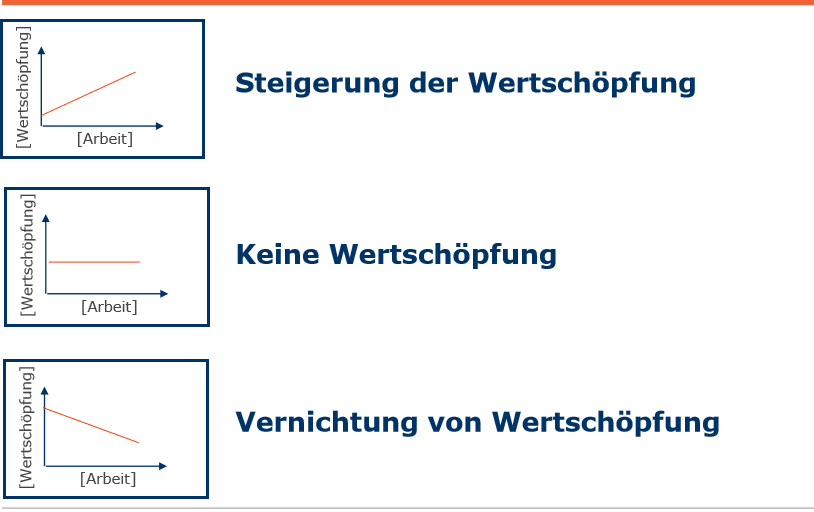 [Wertschöpfung]
[Arbeit]
Steigerung der Wertschöpfung
[Wertschöpfung]
[Arbeit]
Keine Wertschöpfung
[Wertschöpfung]
[Arbeit]
Vernichtung von Wertschöpfung